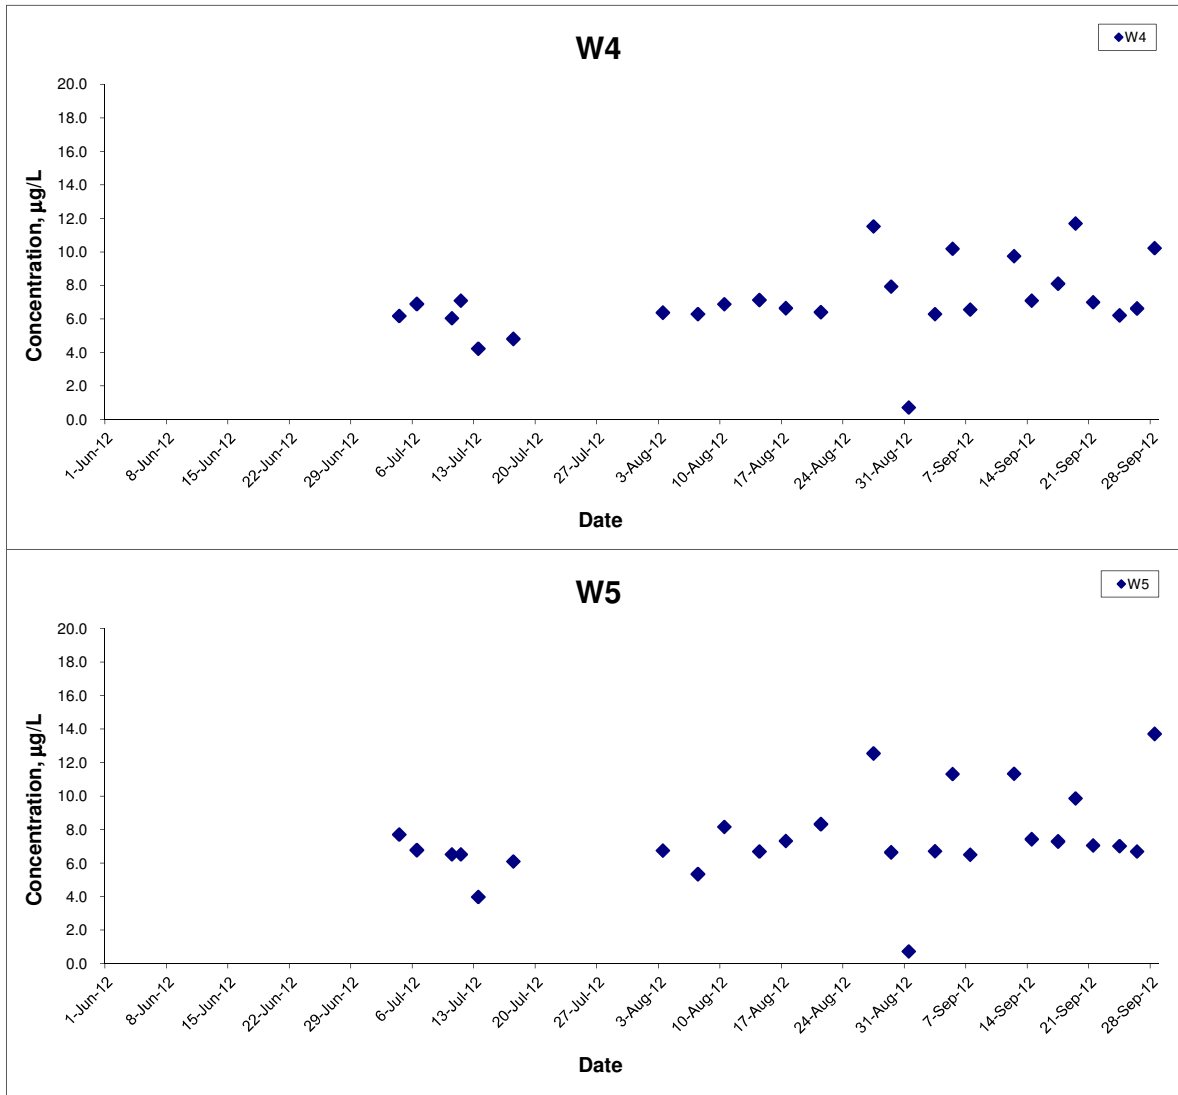 W4
W4
20.0
18.0
16.0
14.0
12.0
10.0
8.0
6.0
4.0
2.0
0.0
Concentration, µg/L
1-Jun-12
8-Jun-12
15-Jun-12
22-Jun-12
29-Jun-12
6-Jul-12
13-Jul-12
20-Jul-12
27-Jul-12
3-Aug-12
10-Aug-12
17-Aug-12
24-Aug-12
31-Aug-12
7-Sep-12
14-Sep-12
21-Sep-12
28-Sep-12
Date
W5
W5
20.0
18.0
16.0
14.0
12.0
10.0
8.0
6.0
4.0
2.0
0.0
Concentration, µg/L
1-Jun-12
8-Jun-12
15-Jun-12
22-Jun-12
29-Jun-12
6-Jul-12
13-Jul-12
20-Jul-12
27-Jul-12
3-Aug-12
10-Aug-12
17-Aug-12
24-Aug-12
31-Aug-12
7-Sep-12
14-Sep-12
21-Sep-12
28-Sep-12
Date